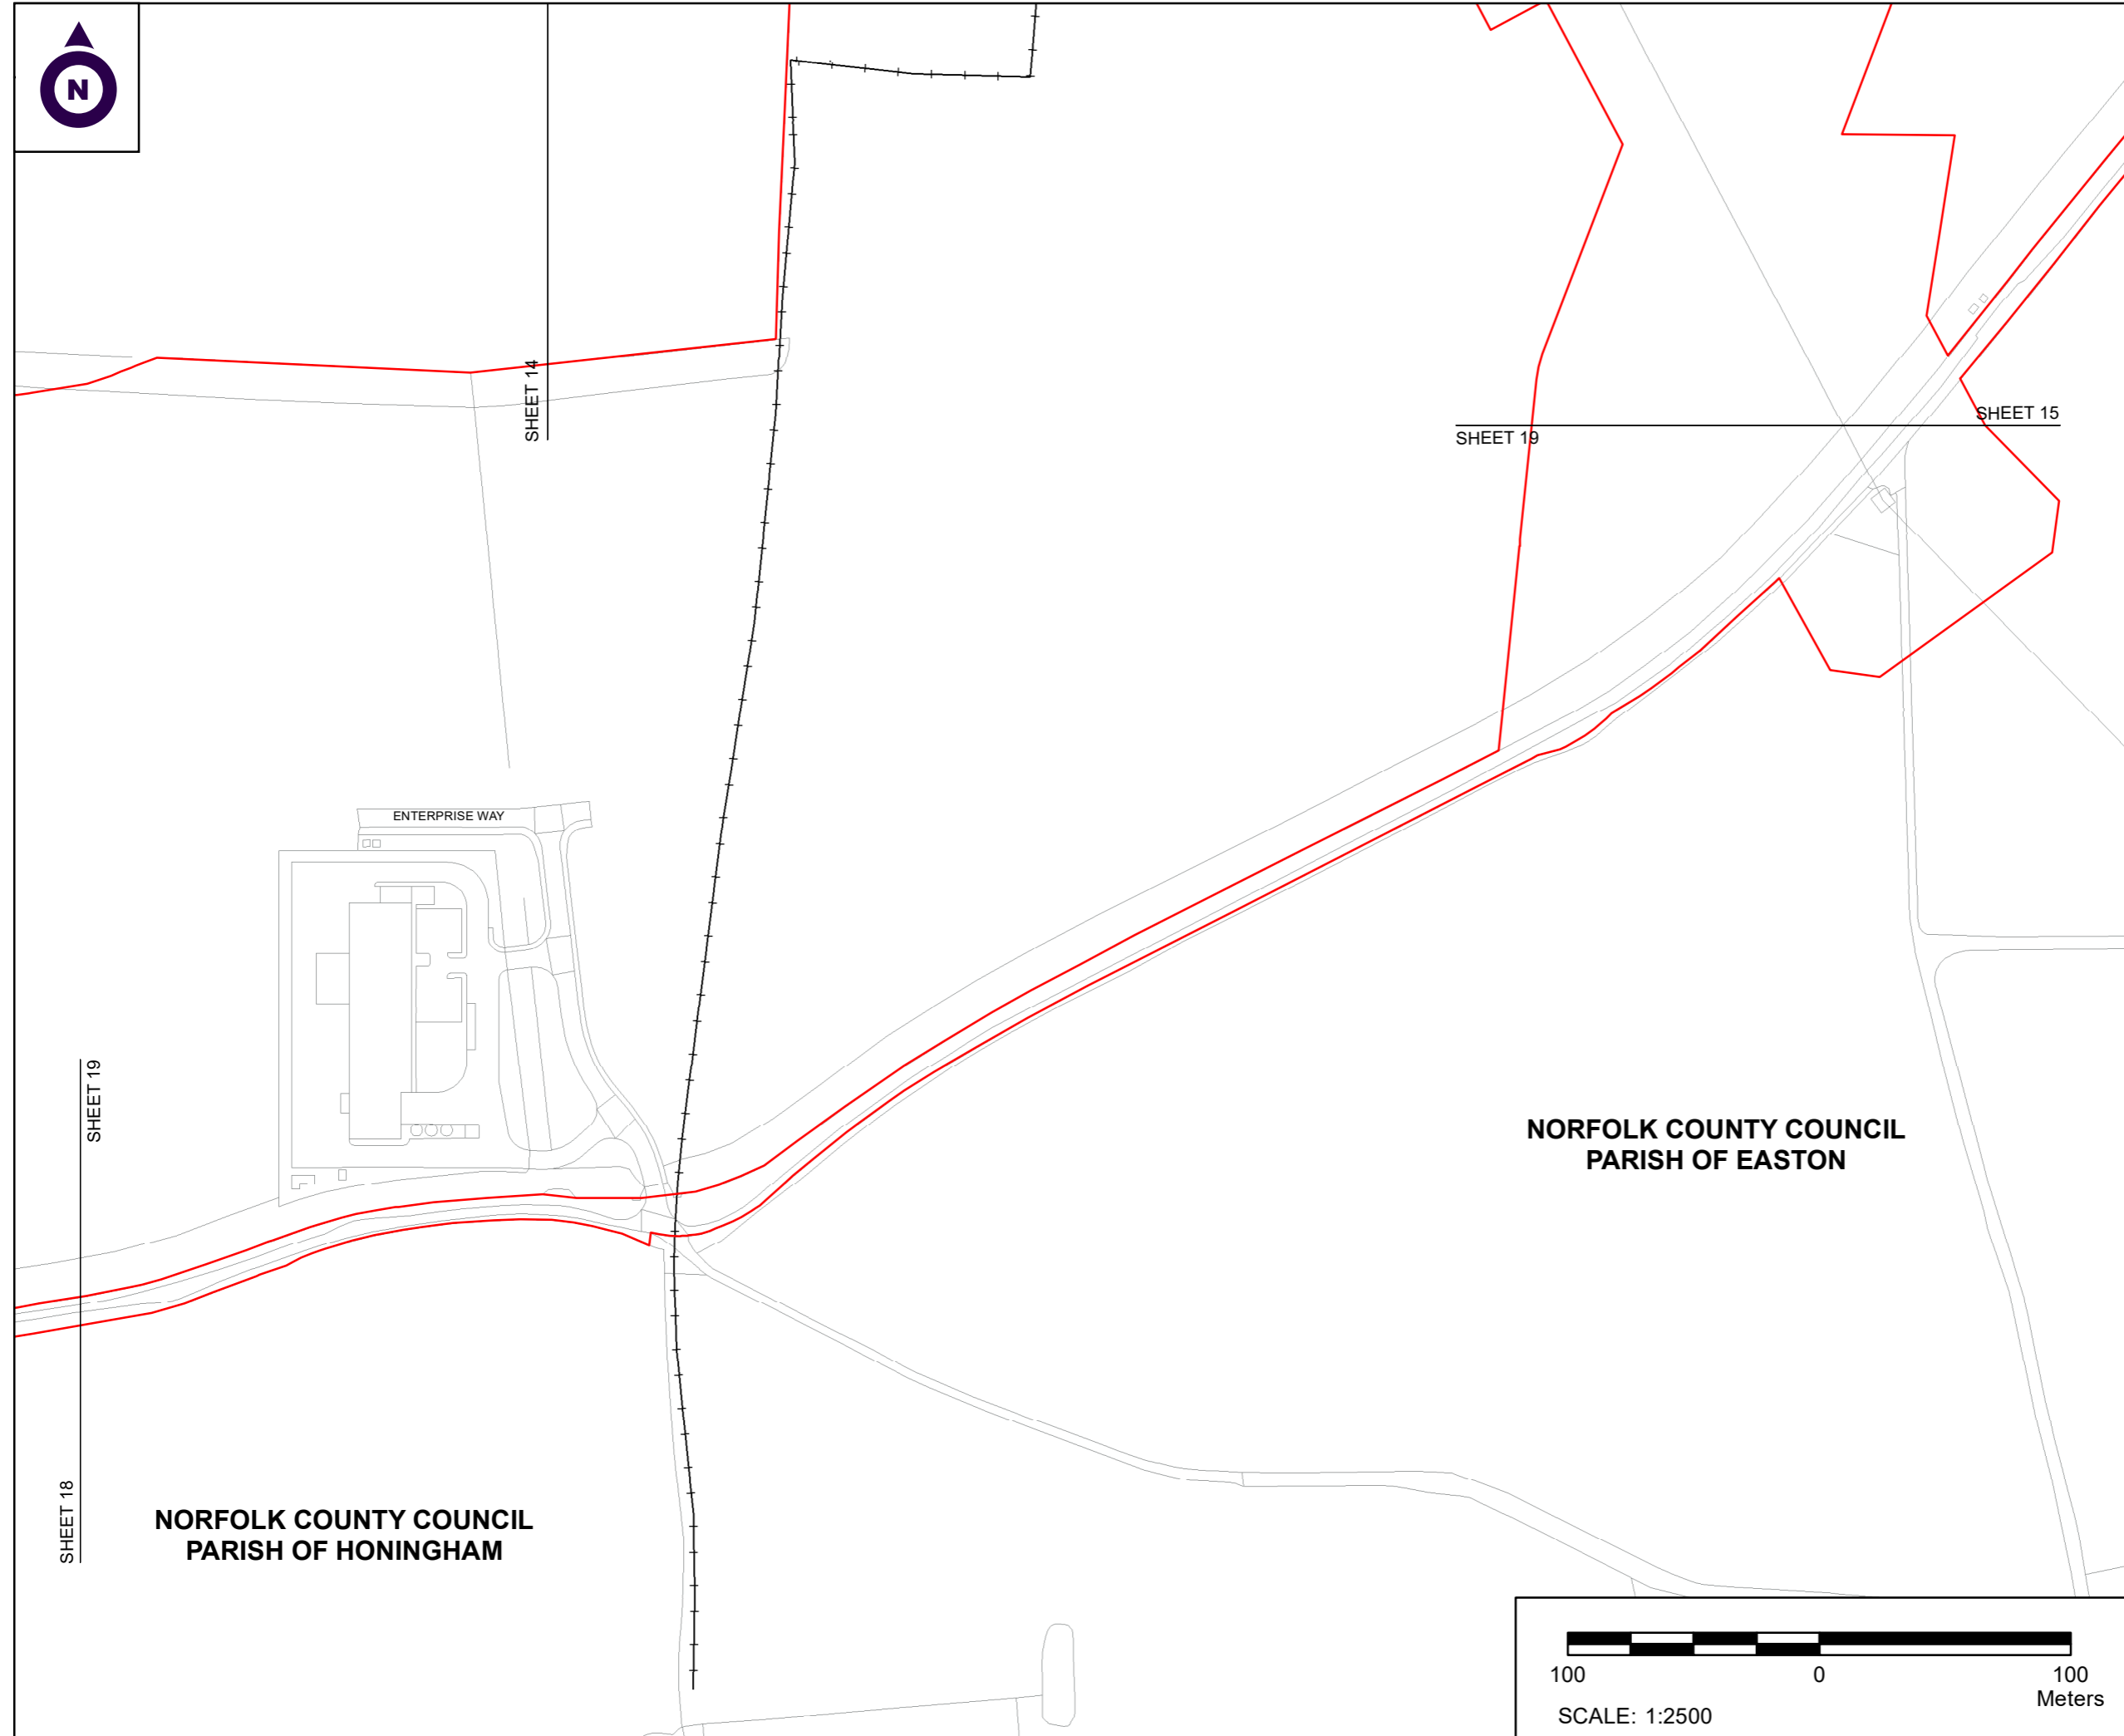 N
SHEET 14
SHEET 15
SHEET 19
ENTERPRISE WAY
SHEET 19
SHEET 18
NORFOLK COUNTY COUNCIL
PARISH OF EASTON
NORFOLK COUNTY COUNCIL
PARISH OF HONINGHAM
100 0 100
Meters
SCALE: 1:2500